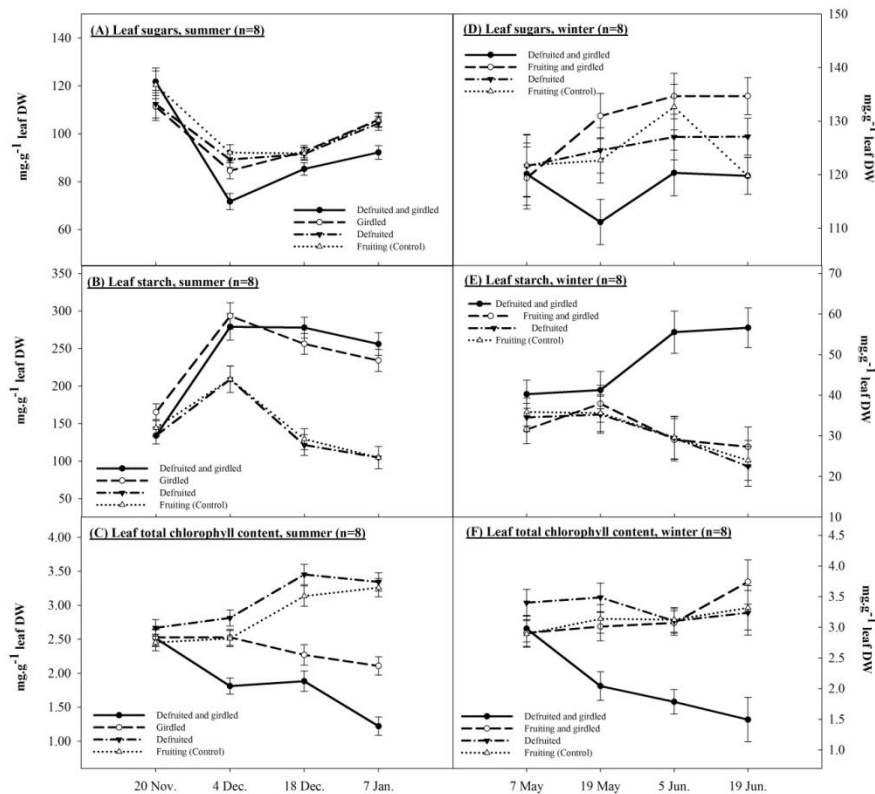 (A) Leaf sugars, summer (n=8)
mg.g⁻¹ leaf DW
140
120
100
80
60
Defruited and girdled
Girdled
Defruited
Fruiting (Control)
(D) Leaf sugars, winter (n=8)
Defruited and girdled
Fruiting and girdled
Defruited
Fruiting (Control)
150
140
130
120
110
mg.g⁻¹ leaf DW
(B) Leaf starch, summer (n=8)
mg.g⁻¹ leaf DW
350
300
250
200
150
100
50
Defruited and girdled
Girdled
Defruited
Fruiting (Control)
(E) Leaf starch, winter (n=8)
Defruited and girdled
Fruiting and girdled
Defruited
Fruiting (Control)
70
60
50
40
30
20
10
mg.g⁻¹ leaf DW
(C) Leaf total chlorophyll content, summer (n=8)
mg.g⁻¹ leaf DW
4.00
3.50
3.00
2.50
2.00
1.50
1.00
Defruited and girdled
Girdled
Defruited
Fruiting (Control)
20 Nov.
4 Dec.
18 Dec.
7 Jan.
(F) Leaf total chlorophyll content, winter (n=8)
Defruited and girdled
Fruiting and girdled
Defruited
Fruiting (Control)
4.5
4.0
3.5
3.0
2.5
2.0
1.5
1.0
mg.g⁻¹ leaf DW
7 May
19 May
5 Jun.
19 Jun.